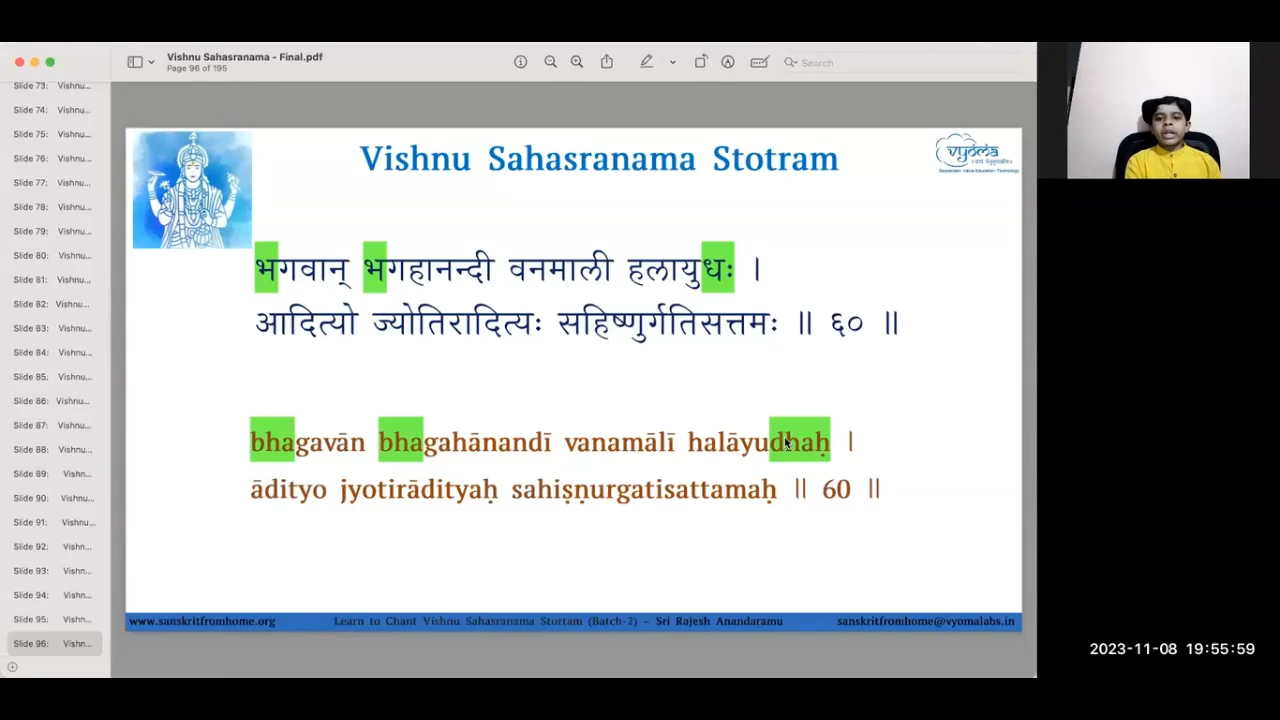 Vishnu Sahasranama - Final.pdf
Page 96 of 195
Search
Slide 73: Vishnu...
Slide 74: Vishnu...
Slide 75: Vishnu...
Slide 76: Vishnu...
Slide 77: Vishnu...
Slide 78: Vishnu...
Slide 79: Vishnu...
Slide 80: Vishnu...
Slide 81: Vishnu...
Slide 82: Vishnu...
Slide 83: Vishnu...
Slide 84: Vishnu...
Slide 85: Vishnu...
Slide 86: Vishnu...
Slide 87: Vishnu...
Slide 88: Vishnu...
Slide 89: Vishn...
Slide 90: Vishnu...
Slide 91: Vishnu...
Slide 92: Vishn...
Slide 93: Vishn...
Slide 94: Vishn...
Slide 95: Vishn...
Slide 96: Vishn...
Vishnu Sahasranama Stotram
vyoma
भगवान् भगहानन्दी वनमाली हलायुधः ।
आदित्यो ज्योतिरादित्यः सहिष्णुर्गतिसत्तमः ॥ ६० ॥
bhagavān bhagahānandī vanamālī halāyudhaḥ |
ādityo jyotirādityaḥ sahiṣṇurgatisattamaḥ || 60 ||
www.sanskritfromhome.org Learn to Chant Vishnu Sahasranama Stortam (Batch-2) – Sri Rajesh Anandaramu sanskritfromhome@vyomalabs.in
2023-11-08 19:55:59